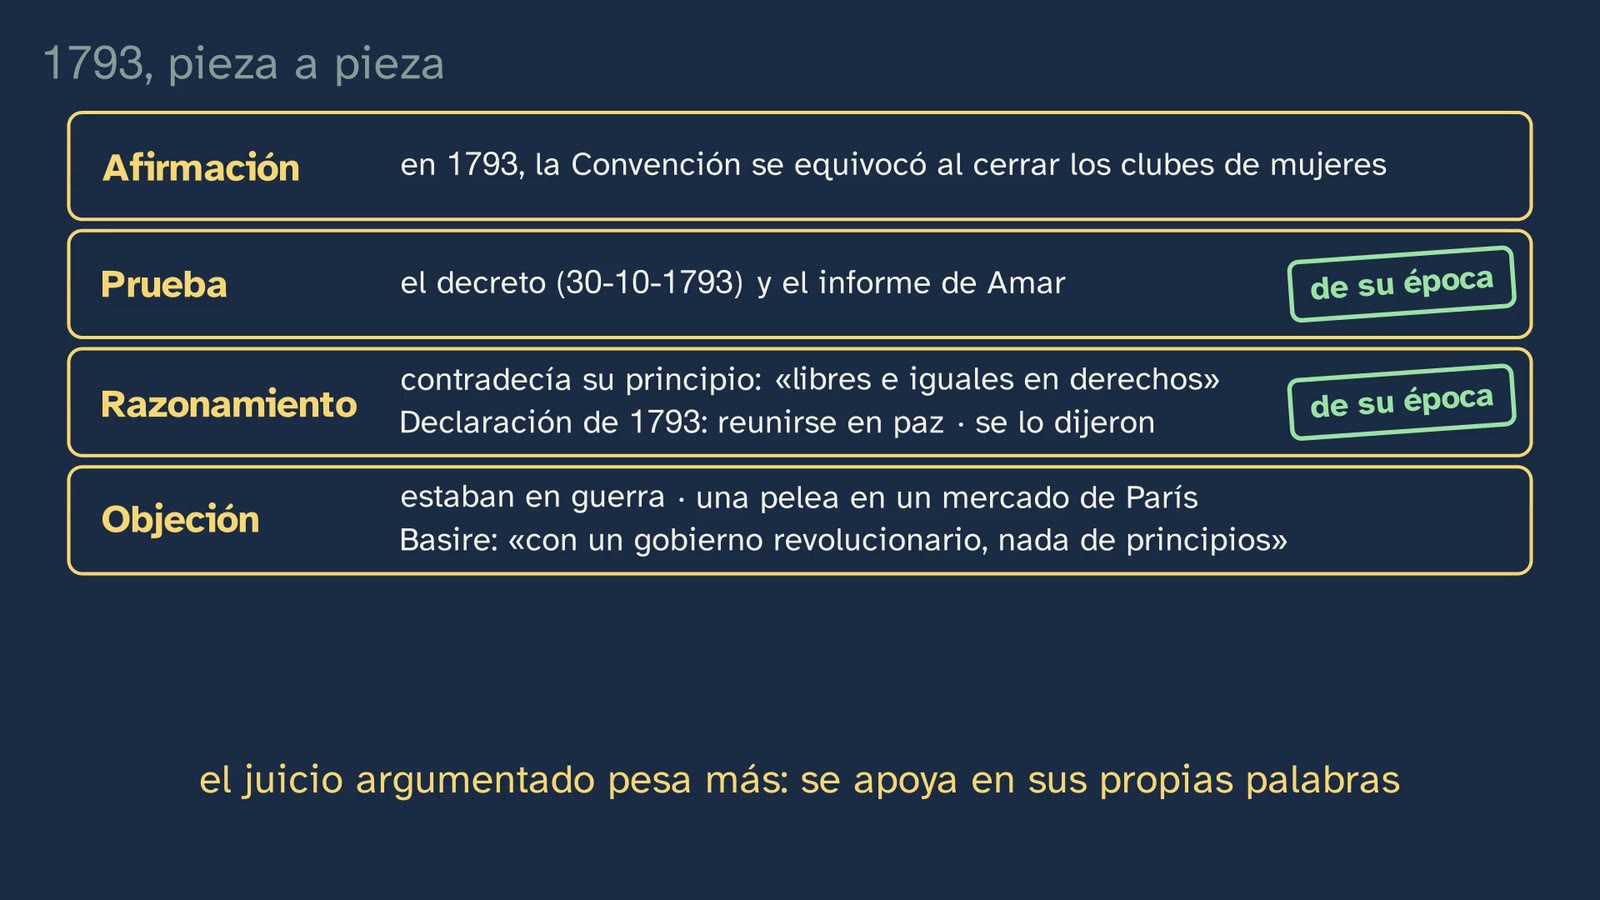 1793, pieza a pieza
Afirmación
en 1793, la Convención se equivocó al cerrar los clubes de mujeres
Prueba
el decreto (30-10-1793) y el informe de Amar
de su época
Razonamiento
contradecía su principio: «libres e iguales en derechos»
Declaración de 1793: reunirse en paz · se lo dijeron
de su época
Objeción
estaban en guerra · una pelea en un mercado de París
Basire: «con un gobierno revolucionario, nada de principios»
el juicio argumentado pesa más: se apoya en sus propias palabras